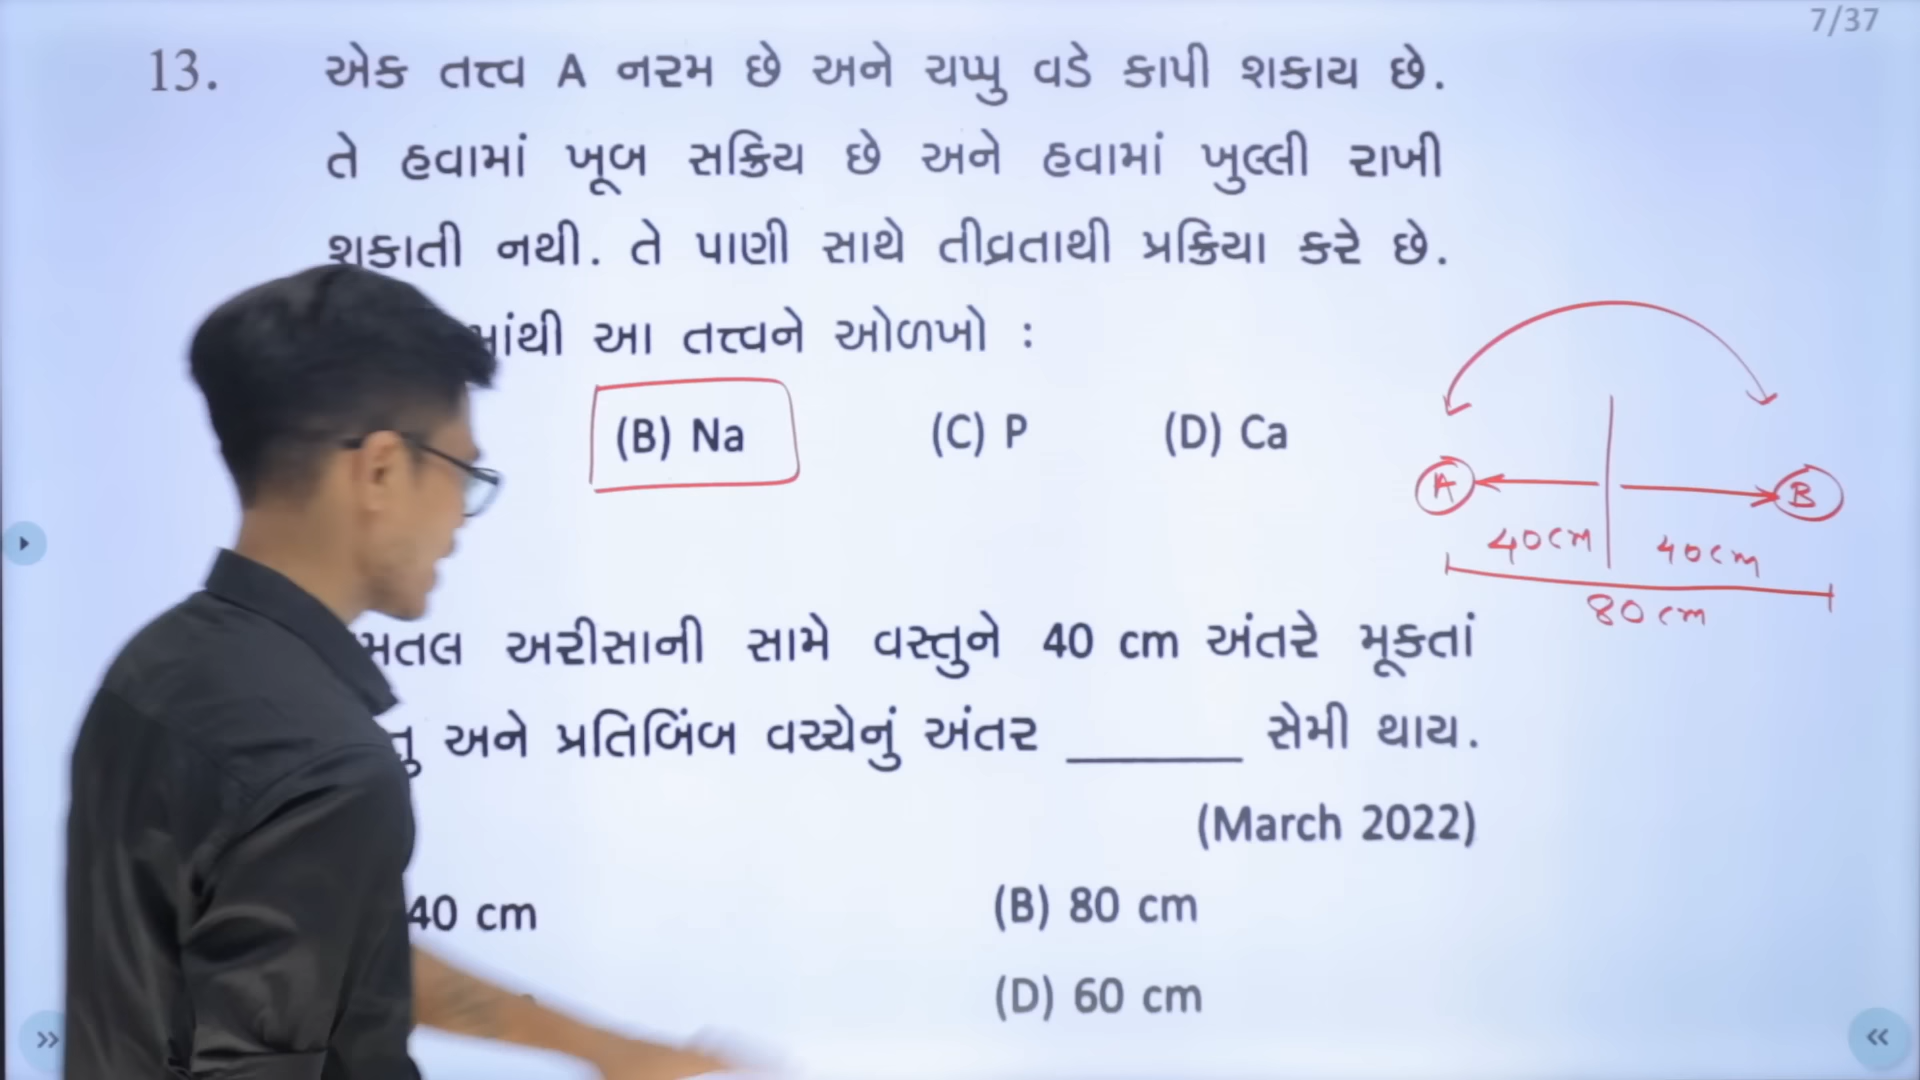 7/37
13. એક તત્ત્વ A નરમ છે અને ચપ્પુ વડે કાપી શકાય છે.
તે હવામાં ખૂબ સક્રિય છે અને હવામાં ખુલ્લી રાખી
શકાતી નથી. તે પાણી સાથે તીવ્રતાથી પ્રક્રિયા કરે છે.
આ તત્ત્વને ઓળખો :
(B) Na (C) P (D) Ca
A B
40cm 40cm
80cm
અરીસાની સામે વસ્તુને 40 cm અંતરે મૂકતાં
અને પ્રતિબિંબ વચ્ચેનું અંતર ______ સેમી થાય.
(March 2022)
40 cm (B) 80 cm
(D) 60 cm